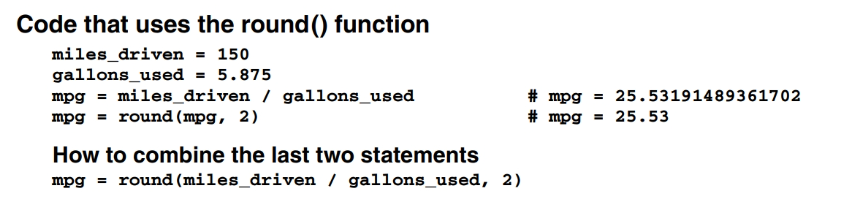 Code that uses the round() function
miles_driven = 150
gallons_used = 5.875
mpg = miles_driven / gallons_used # mpg = 25.53191489361702
mpg = round(mpg, 2) # mpg = 25.53
How to combine the last two statements
mpg = round(miles_driven / gallons_used, 2)